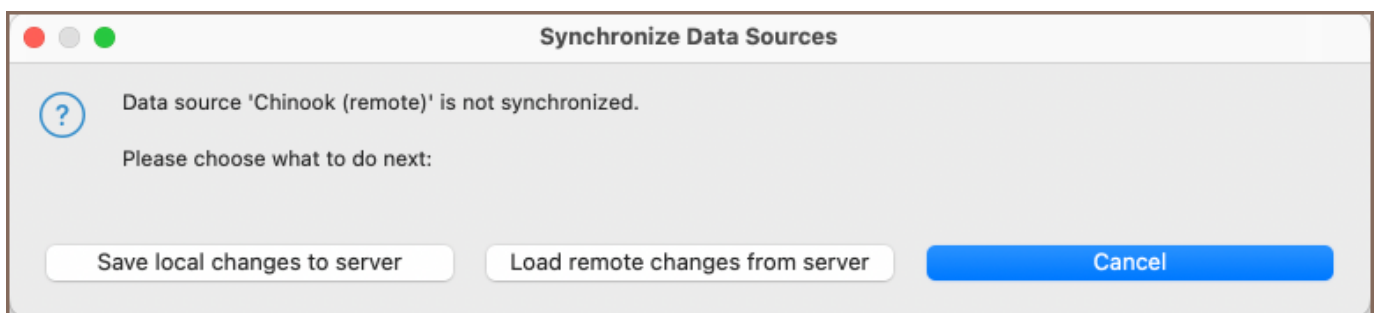 Synchronize Data Sources
?
Data source 'Chinook (remote)' is not synchronized.
Please choose what to do next:
Save local changes to server
Load remote changes from server
Cancel